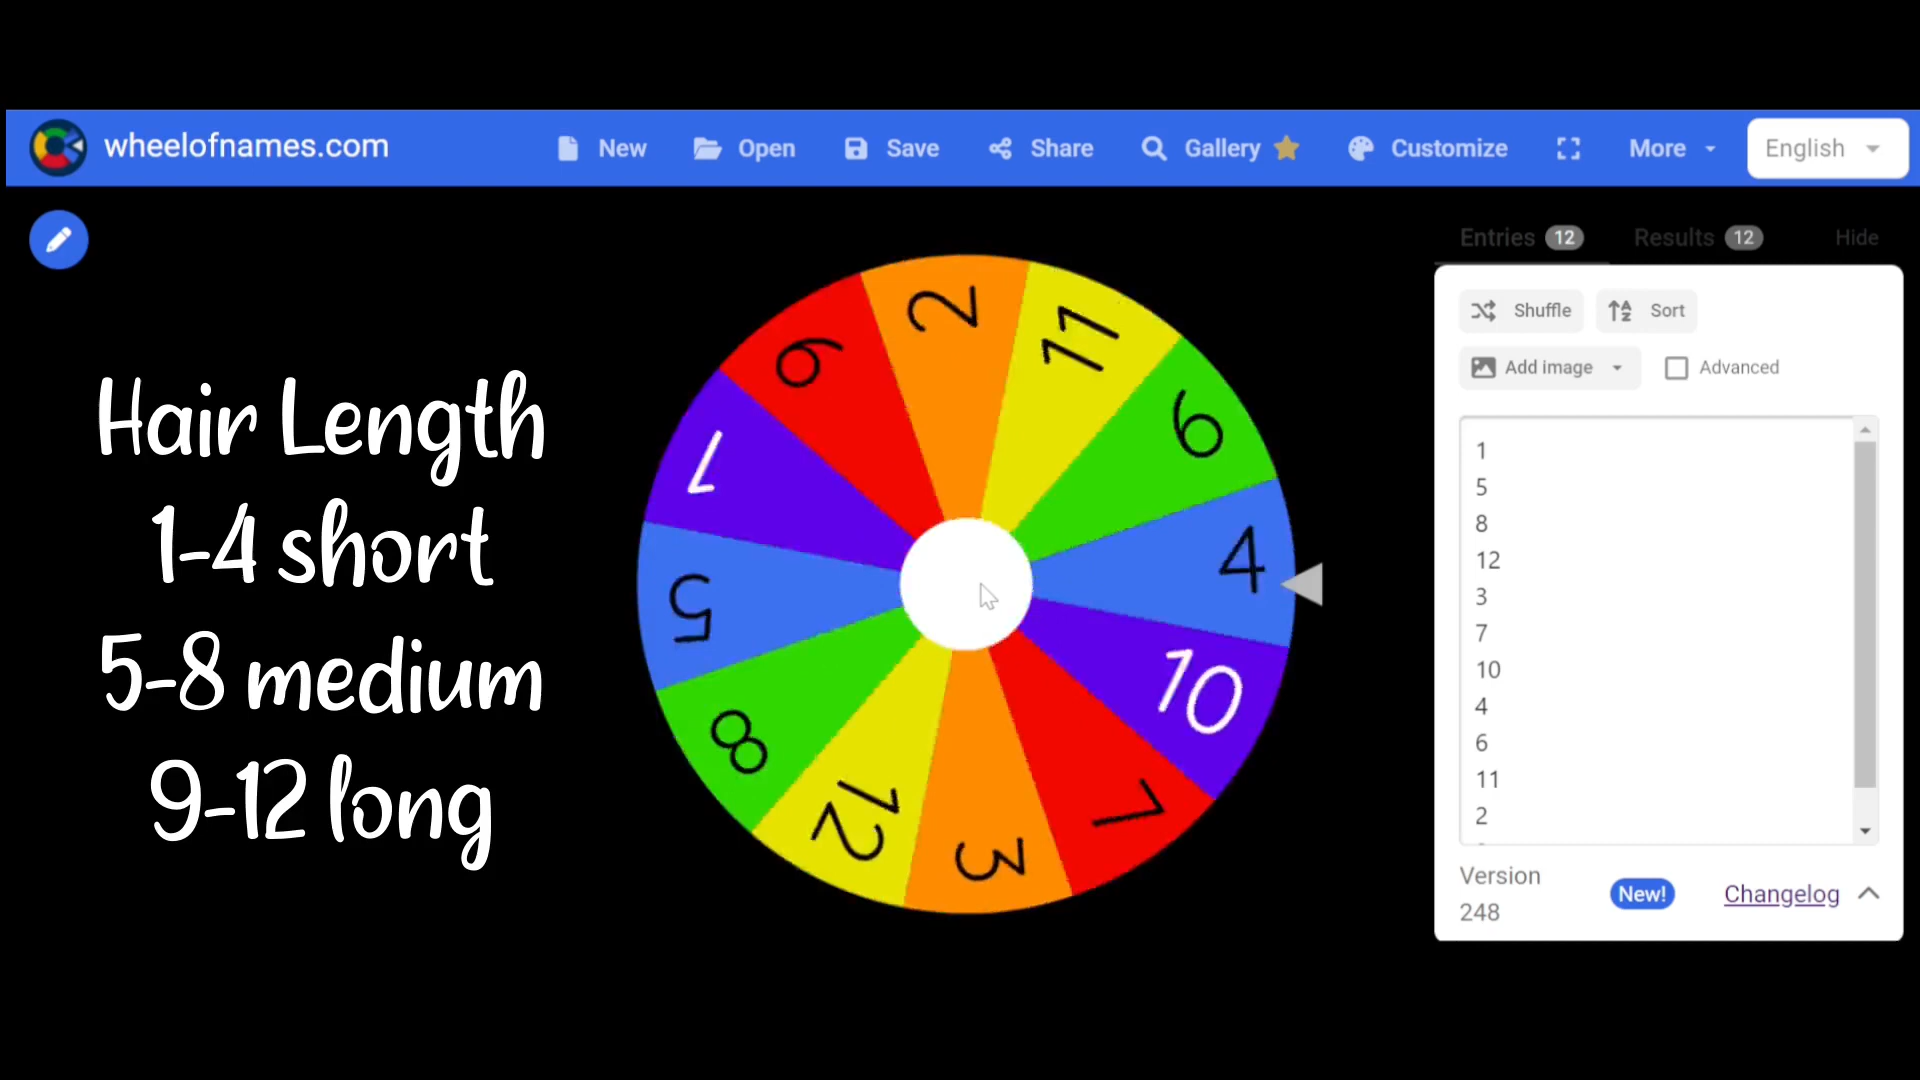 wheelofnames.com
New
Open
Save
Share
Gallery
Customize
More
English
Entries 12
Results 12
Hide
Shuffle
Sort
Add image
Advanced
1
5
8
12
3
7
10
4
6
11
2
Version
248
New!
Changelog
Hair Length
1-4 short
5-8 medium
9-12 long
2
11
6
4
10
7
3
12
8
5
1
9